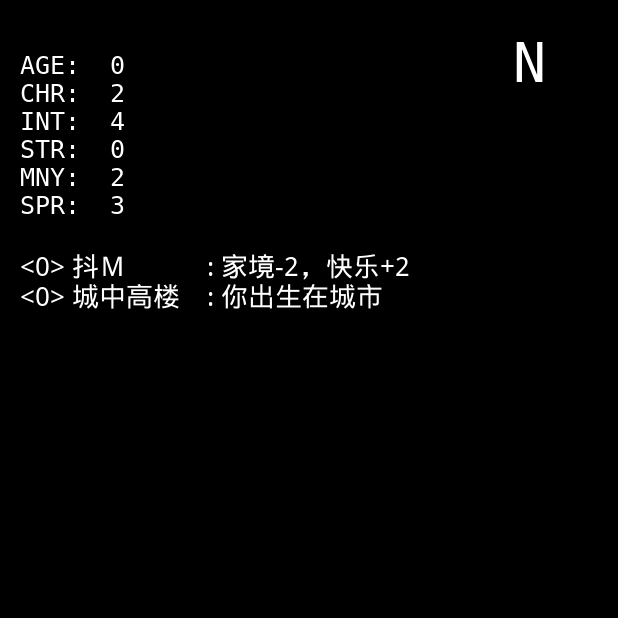 N
AGE: 0
CHR: 2
INT: 4
STR: 0
MNY: 2
SPR: 3
<0> 抖M : 家境-2，快乐+2
<0> 城中高楼 : 你出生在城市